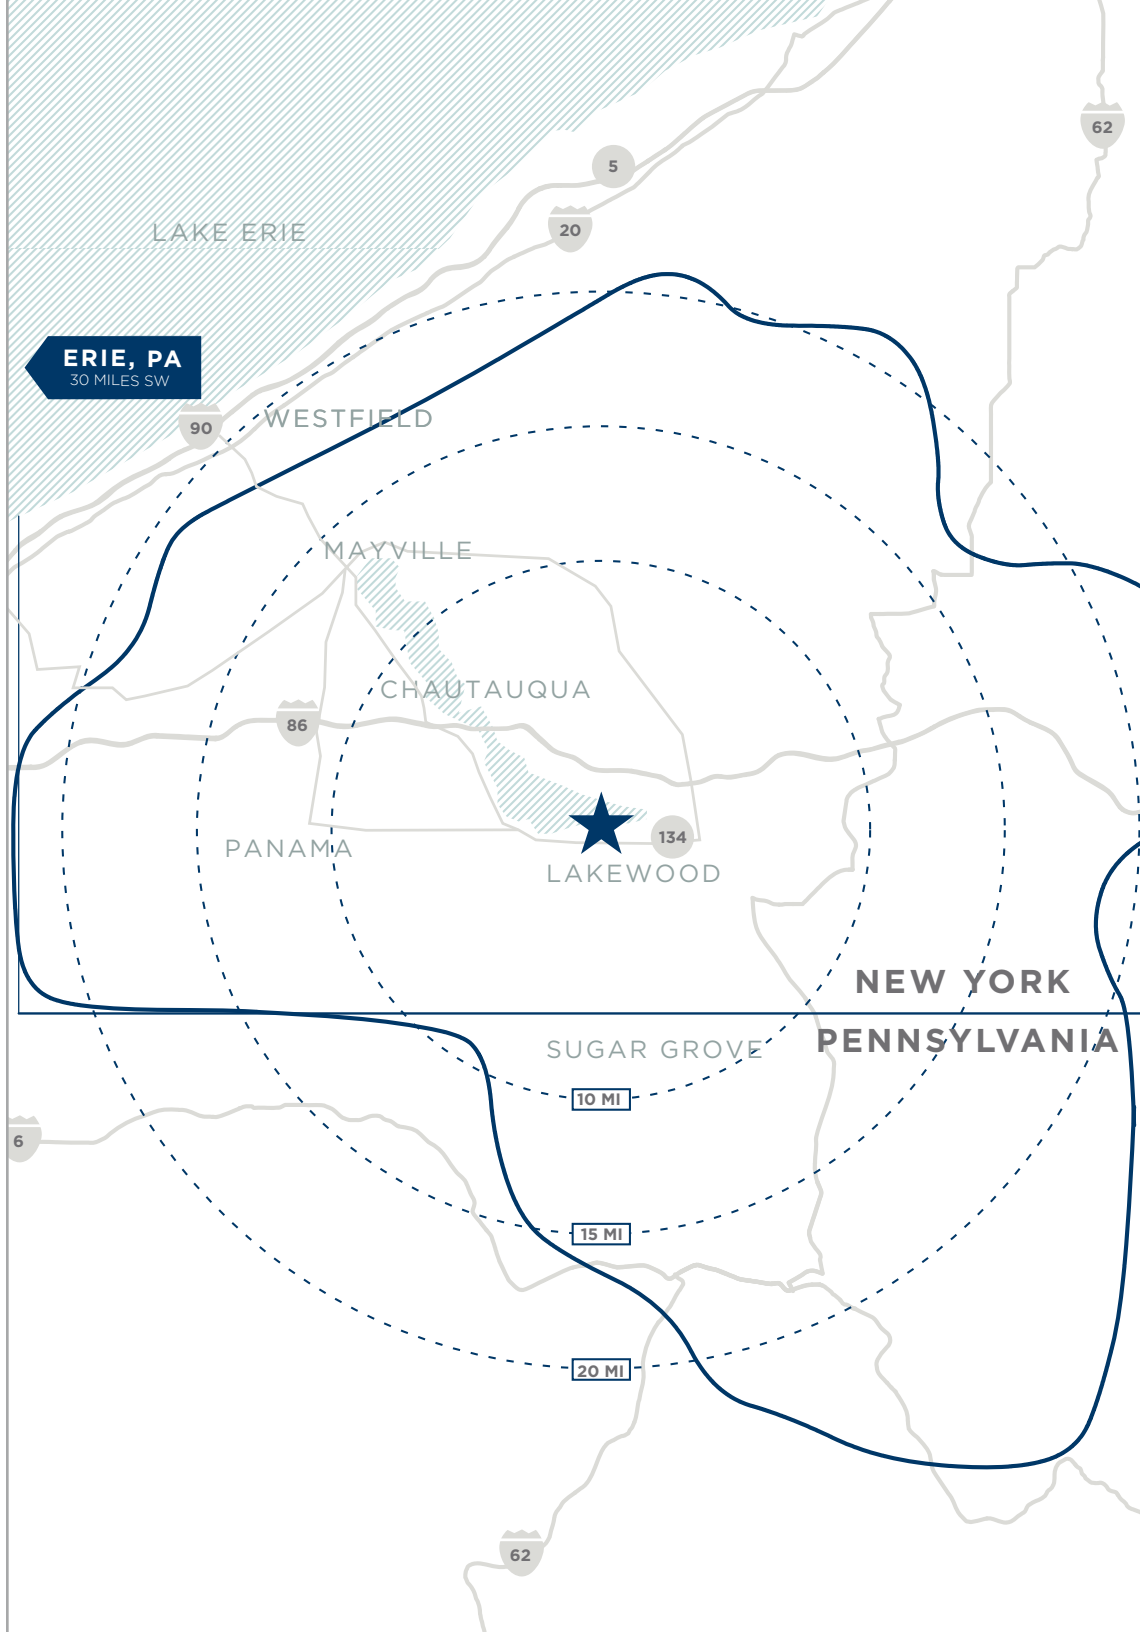 62
5
20
LAKE ERIE
ERIE, PA
30 MILES SW
90
WESTFIELD
MAYVILLE
CHAUTAUQUA
86
134
PANAMA
LAKEWOOD
NEW YORK
PENNSYLVANIA
SUGAR GROVE
10 MI
6
15 MI
20 MI
62